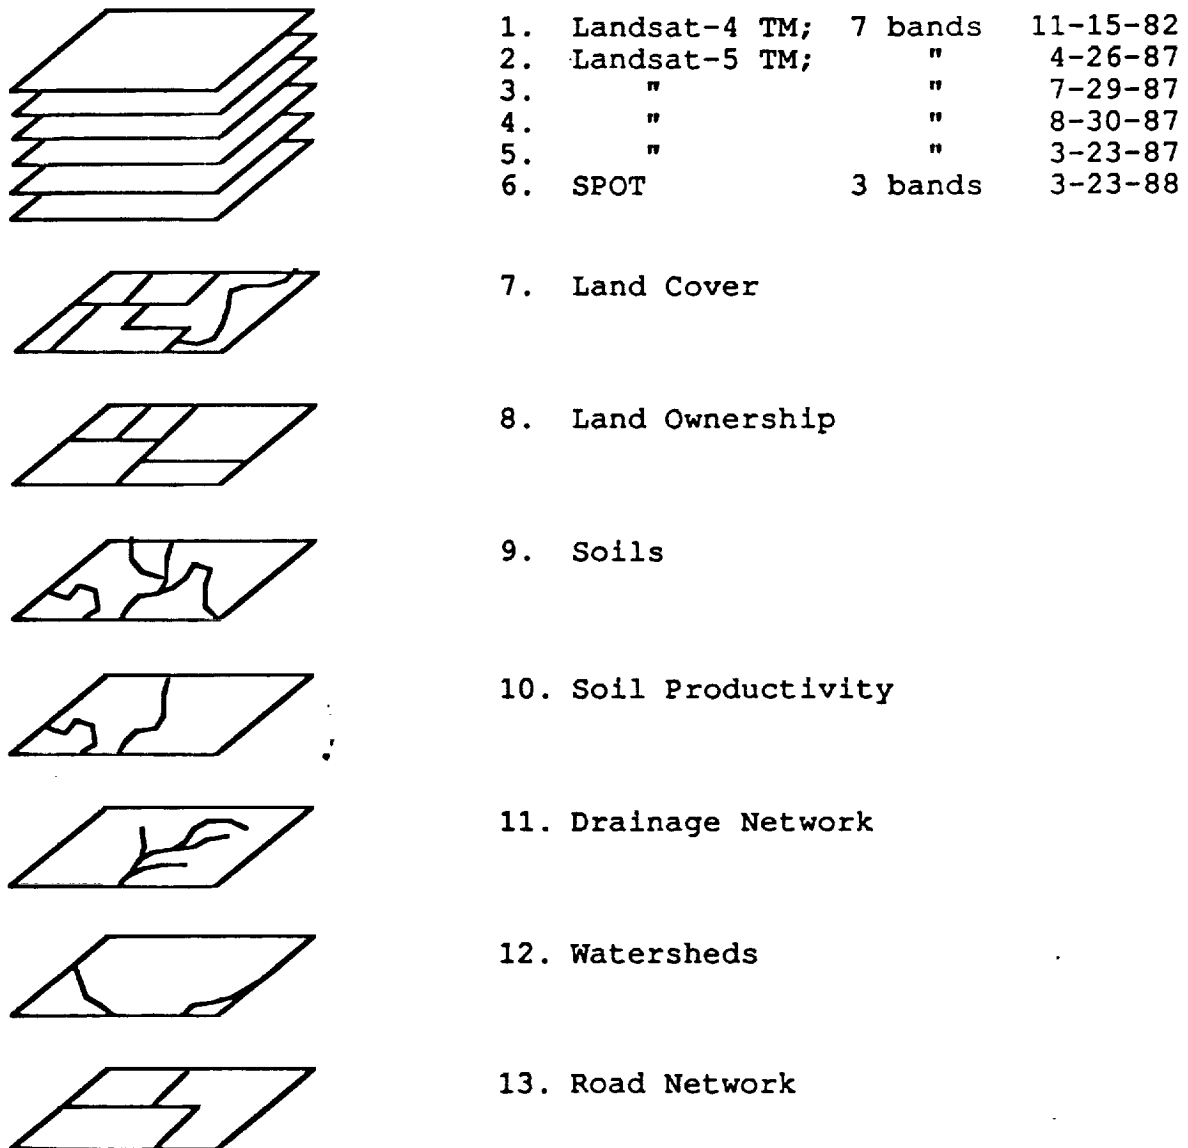 1. Landsat-4 TM; 7 bands 11-15-82
2. Landsat-5 TM; " 4-26-87
3. " " 7-29-87
4. " " 8-30-87
5. " " 3-23-87
6. SPOT 3 bands 3-23-88
7. Land Cover
8. Land Ownership
9. Soils
10. Soil Productivity
11. Drainage Network
12. Watersheds
13. Road Network